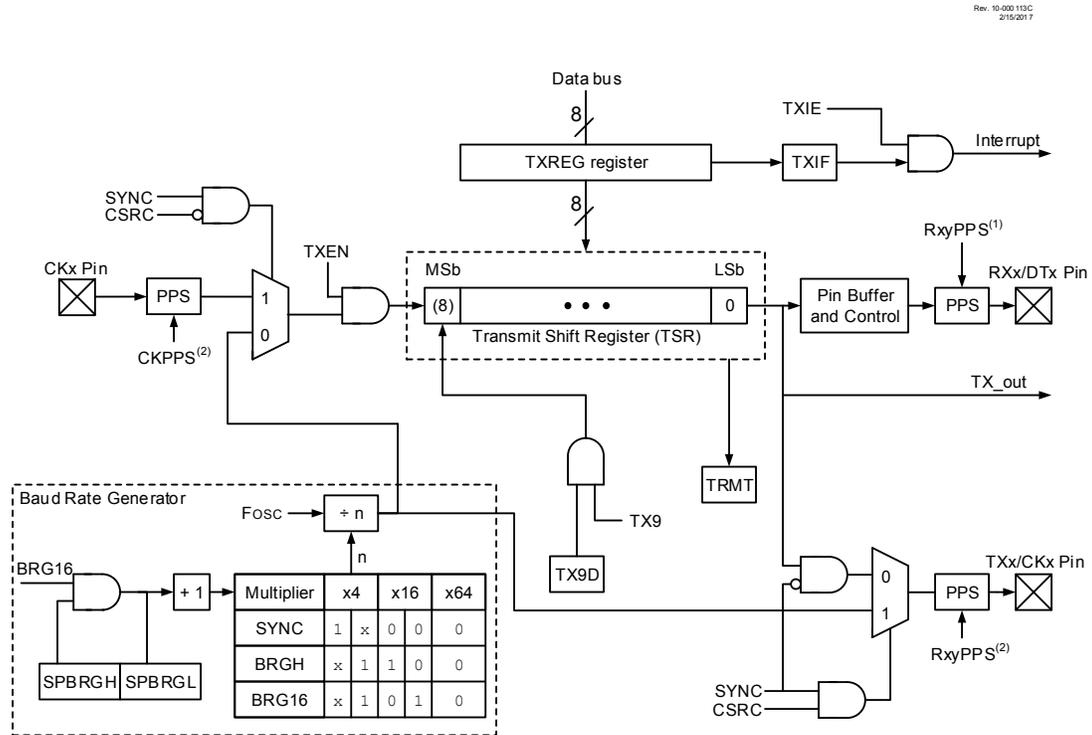 Rev. 10-000 113C
2/15/2017
Data bus
8
TXIE
Interrupt
TXREG register
TXIF
SYNC
CSRC
8
RxyPPS(1)
TXEN
CKx Pin
MSb
LSb
RXx/DTx Pin
PPS
1
(8)
• • •
0
Pin Buffer
and Control
PPS
0
Transmit Shift Register (TSR)
CKPPS(2)
TX_out
TRMT
Baud Rate Generator
FOSC
÷ n
TX9
n
BRG16
TX9D
TXx/CKx Pin
+ 1
Multiplier x4 x16 x64
0
PPS
1
SYNC 1 x 0 0 0
BRGH x 1 1 0 0
RxyPPS(2)
SPBRGH SPBRGL
BRG16 x 1 0 1 0
SYNC
CSRC